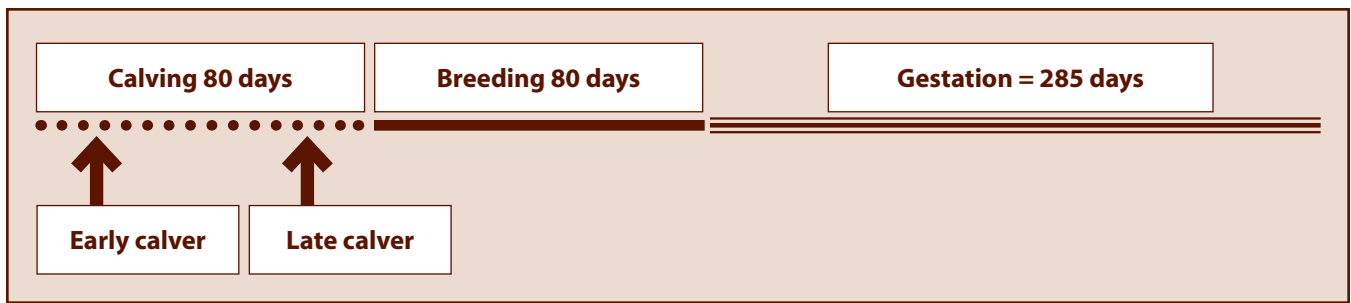 Calving 80 days
Breeding 80 days
Gestation = 285 days
Early calver
Late calver